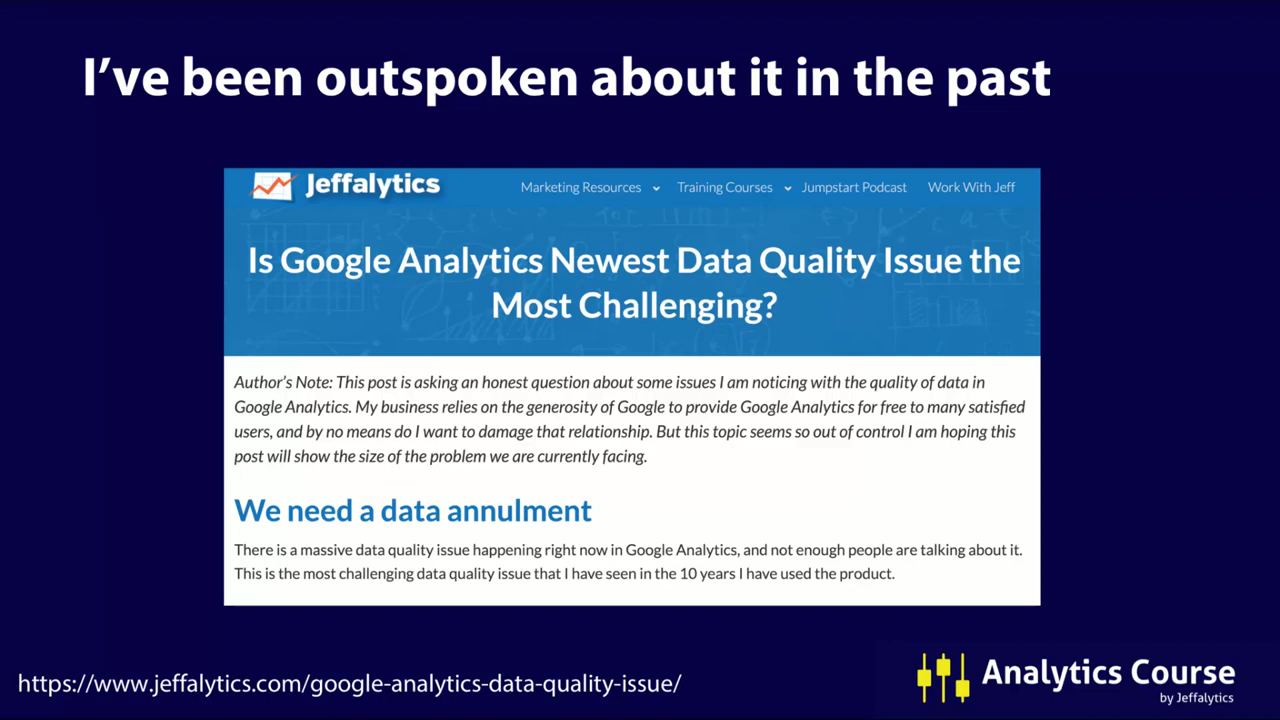 I’ve been outspoken about it in the past
Jeffalytics
Marketing Resources Training Courses Jumpstart Podcast Work With Jeff
Is Google Analytics Newest Data Quality Issue the
Most Challenging?
Author’s Note: This post is asking an honest question about some issues I am noticing with the quality of data in
Google Analytics. My business relies on the generosity of Google to provide Google Analytics for free to many satisfied
users, and by no means do I want to damage that relationship. But this topic seems so out of control I am hoping this
post will show the size of the problem we are currently facing.
We need a data annulment
There is a massive data quality issue happening right now in Google Analytics, and not enough people are talking about it.
This is the most challenging data quality issue that I have seen in the 10 years I have used the product.
https://www.jeffalytics.com/google-analytics-data-quality-issue/
Analytics Course
by Jeffalytics